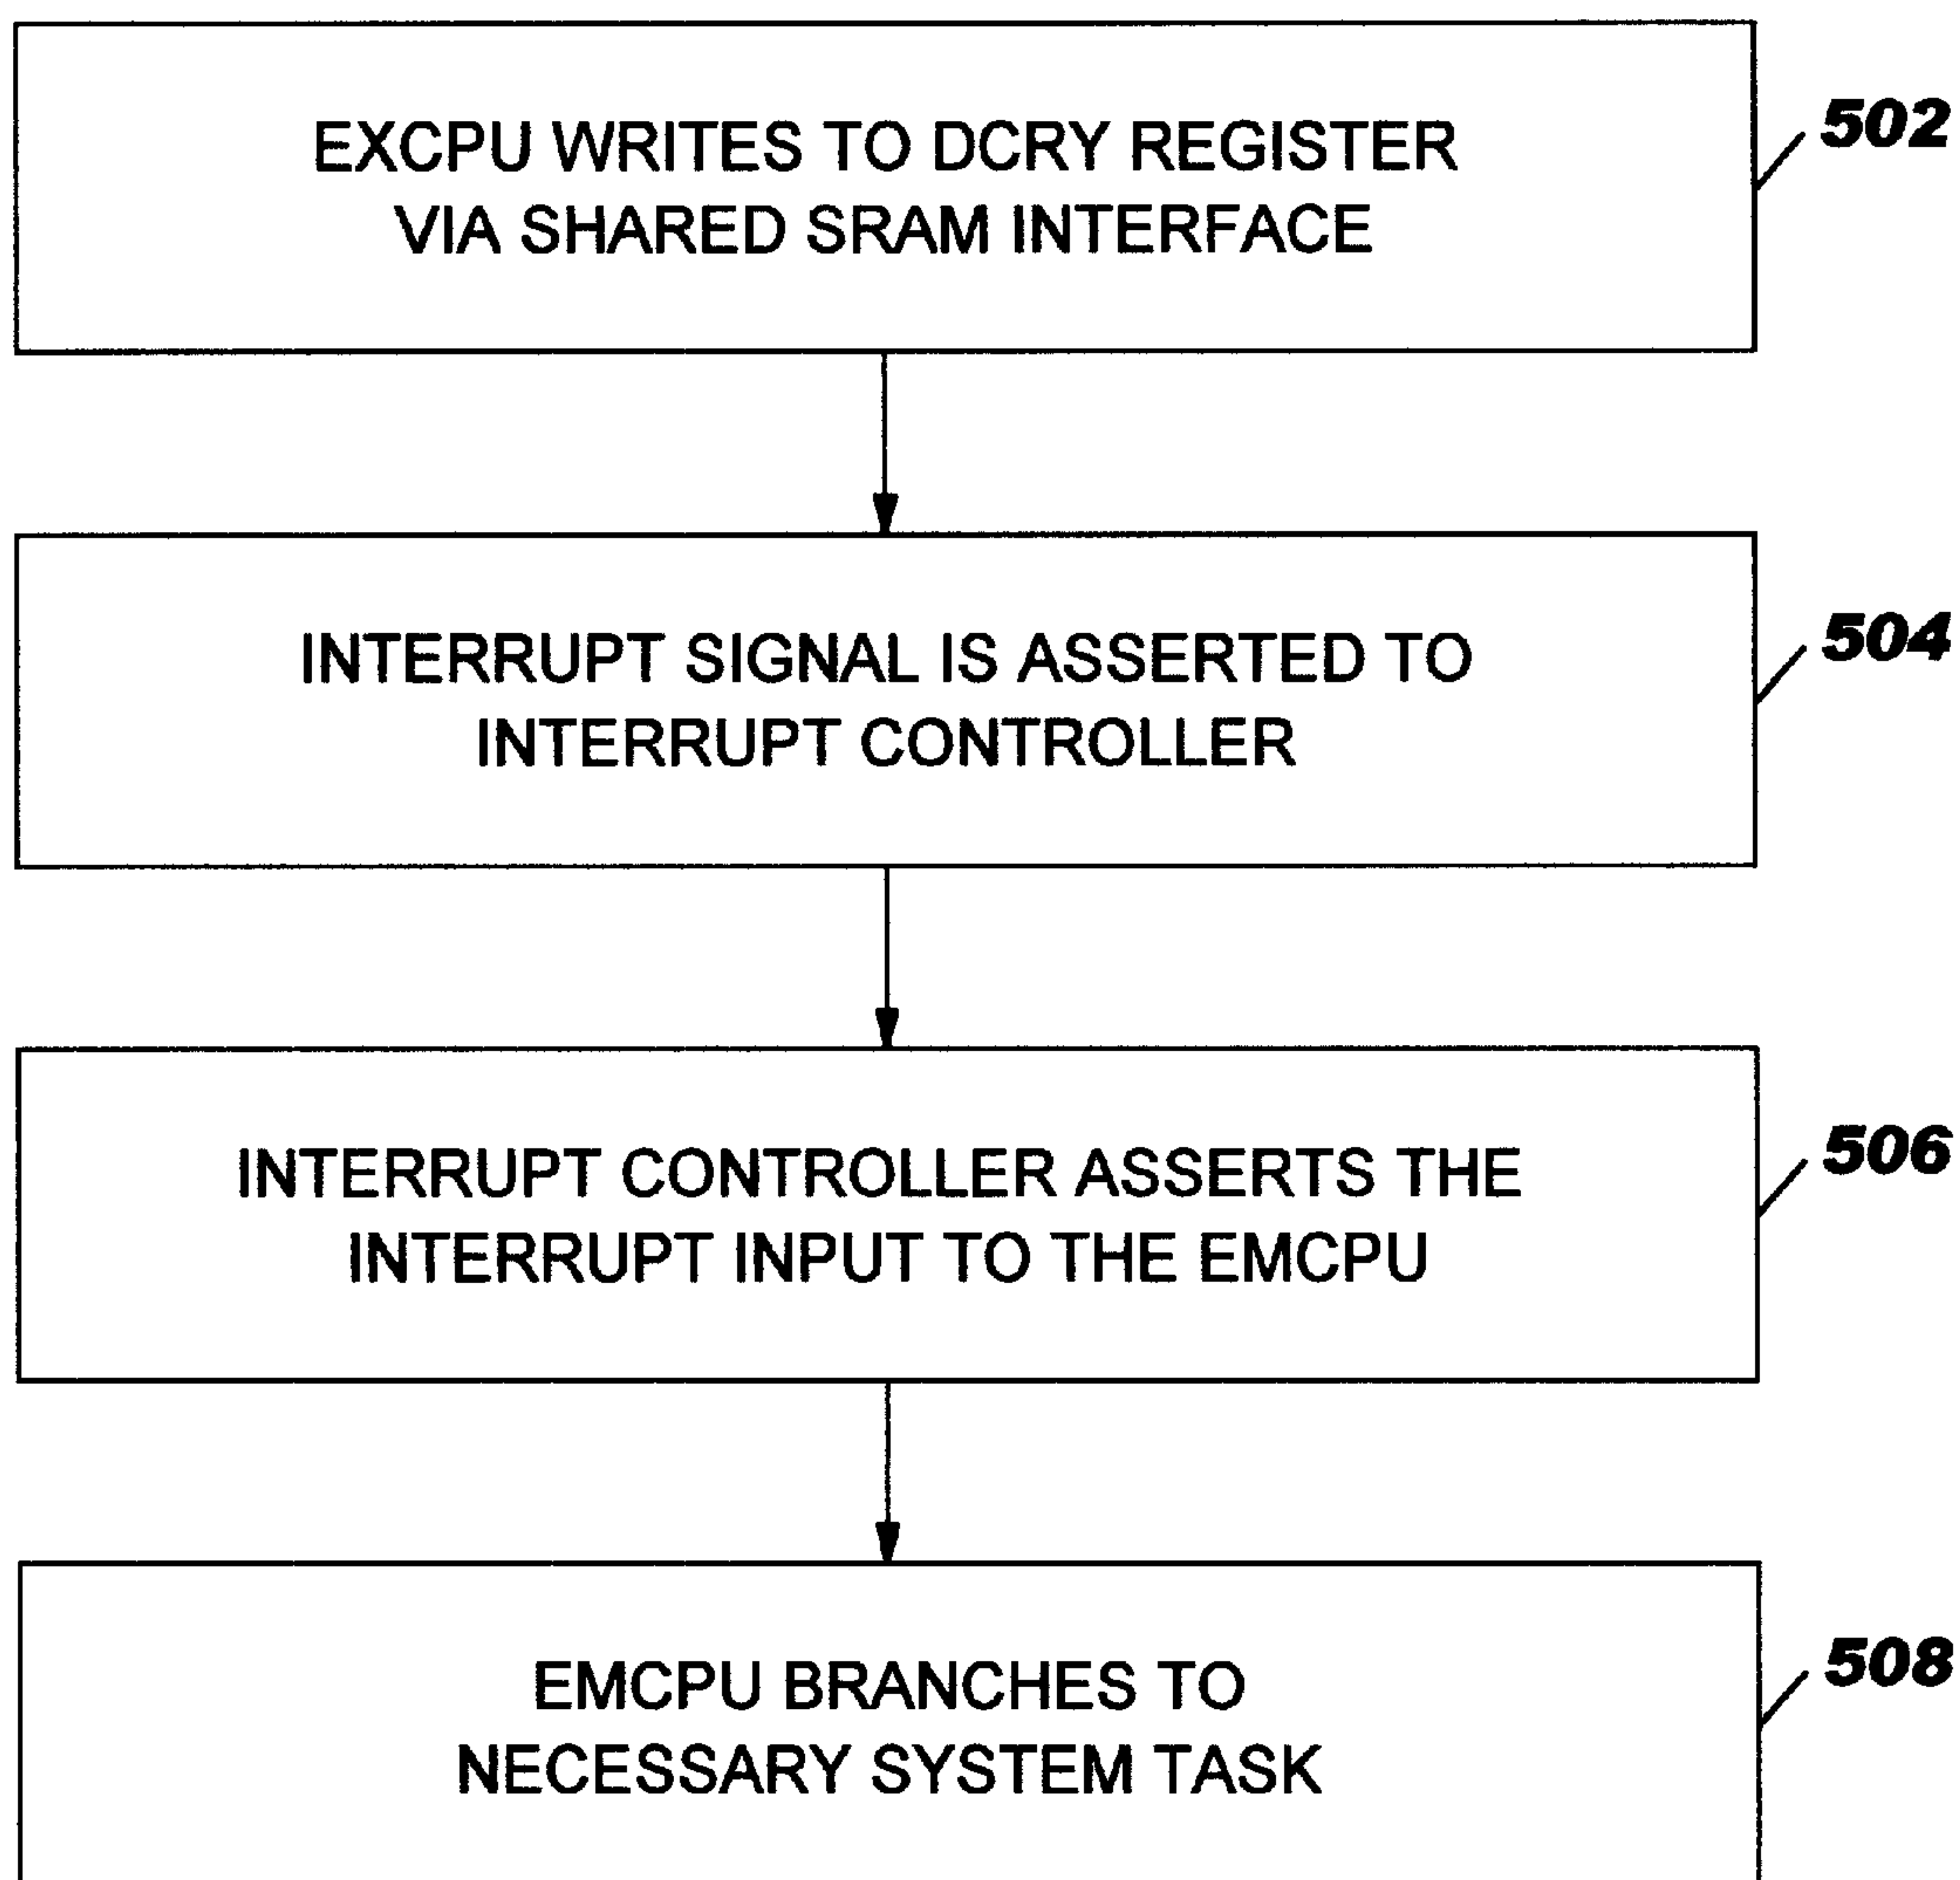 EXCPU WRITES TO DCRY REGISTER
VIA SHARED SRAM INTERFACE
502
INTERRUPT SIGNAL IS ASSERTED TO
INTERRUPT CONTROLLER
504
INTERRUPT CONTROLLER ASSERTS THE
INTERRUPT INPUT TO THE EMCPU
506
EMCPU BRANCHES TO
NECESSARY SYSTEM TASK
508